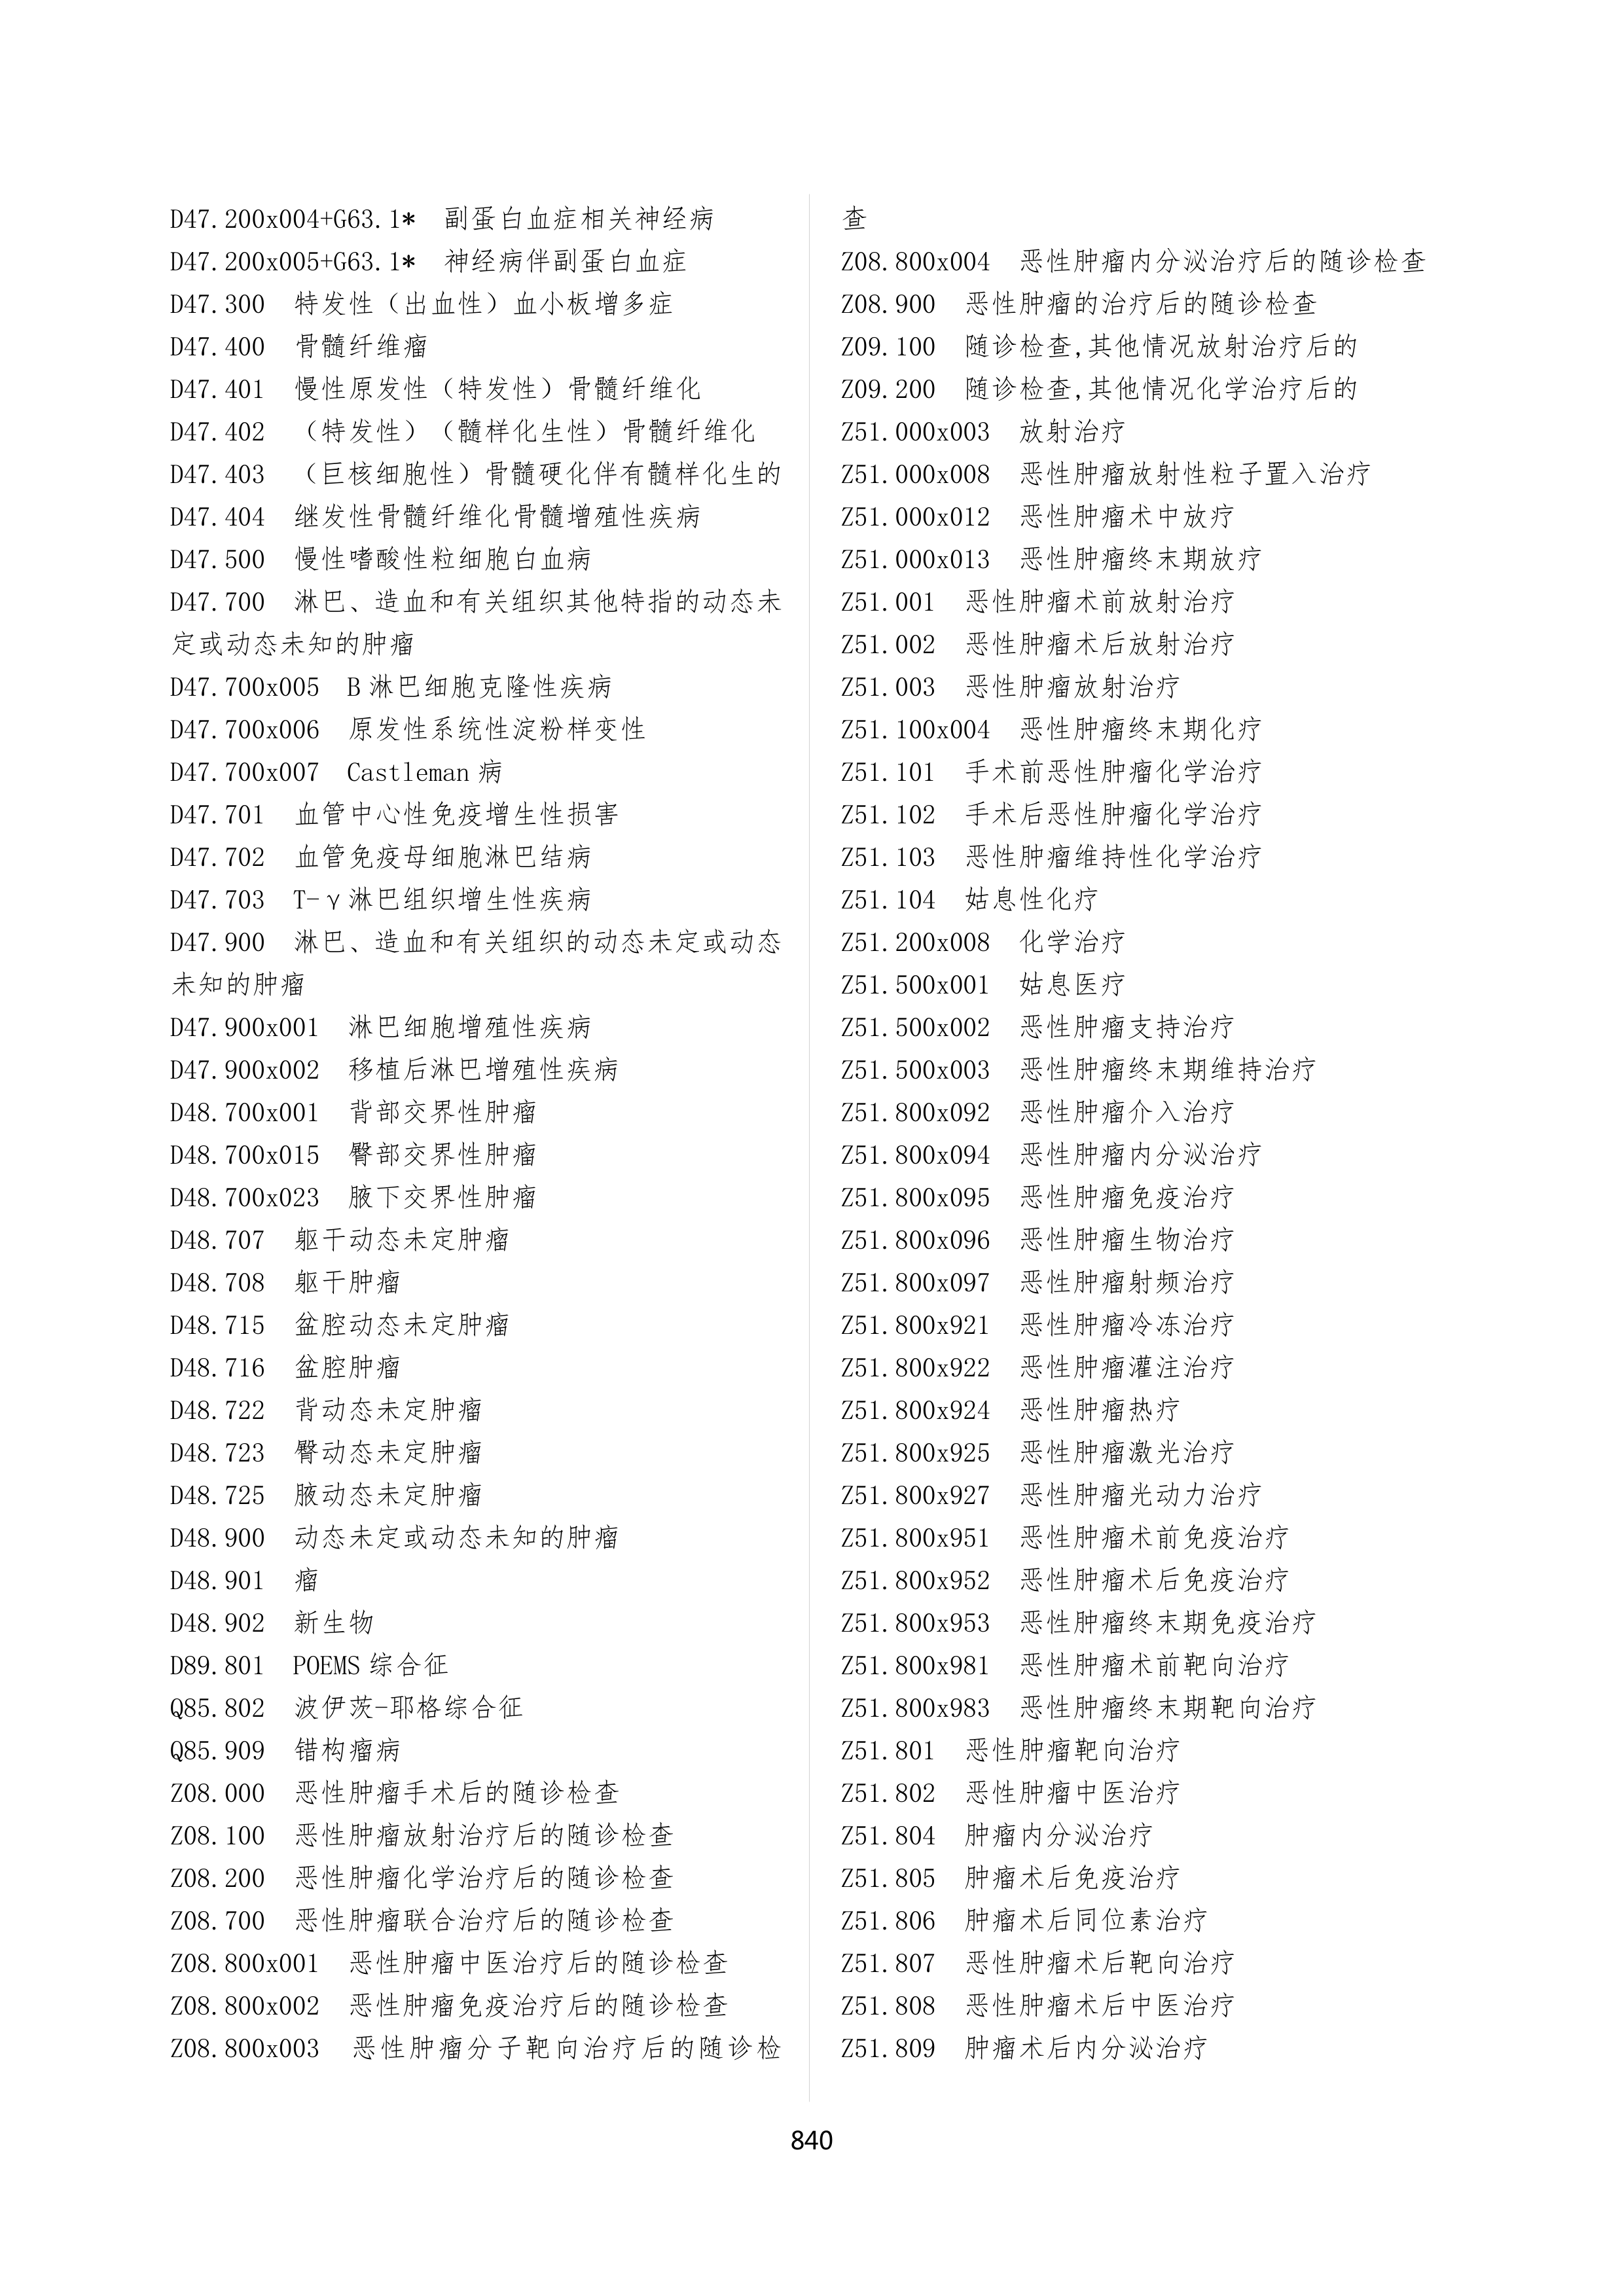 D47.200x004+G63.1* 副蛋白血症相关神经病
D47.200x005+G63.1* 神经病伴副蛋白血症
D47.300 特发性（出血性）血小板增多症
D47.400 骨髓纤维瘤
D47.401 慢性原发性（特发性）骨髓纤维化
D47.402 （特发性）（髓样化生性）骨髓纤维化
D47.403 （巨核细胞性）骨髓硬化伴有髓样化生的
D47.404 继发性骨髓纤维化骨髓增殖性疾病
D47.500 慢性嗜酸性粒细胞白血病
D47.700 淋巴、造血和有关组织其他特指的动态未
定或动态未知的肿瘤
D47.700x005 B 淋巴细胞克隆性疾病
D47.700x006 原发性系统性淀粉样变性
D47.700x007 Castleman 病
D47.701 血管中心性免疫增生性损害
D47.702 血管免疫母细胞淋巴结病
D47.703 T-γ淋巴组织增生性疾病
D47.900 淋巴、造血和有关组织的动态未定或动态
未知的肿瘤
D47.900x001 淋巴细胞增殖性疾病
D47.900x002 移植后淋巴增殖性疾病
D48.700x001 背部交界性肿瘤
D48.700x015 臀部交界性肿瘤
D48.700x023 腋下交界性肿瘤
D48.707 躯干动态未定肿瘤
D48.708 躯干肿瘤
D48.715 盆腔动态未定肿瘤
D48.716 盆腔肿瘤
D48.722 背动态未定肿瘤
D48.723 臀动态未定肿瘤
D48.725 腋动态未定肿瘤
D48.900 动态未定或动态未知的肿瘤
D48.901 瘤
D48.902 新生物
D89.801 POEMS 综合征
Q85.802 波伊茨-耶格综合征
Q85.909 错构瘤病
Z08.000 恶性肿瘤手术后的随诊检查
Z08.100 恶性肿瘤放射治疗后的随诊检查
Z08.200 恶性肿瘤化学治疗后的随诊检查
Z08.700 恶性肿瘤联合治疗后的随诊检查
Z08.800x001 恶性肿瘤中医治疗后的随诊检查
Z08.800x002 恶性肿瘤免疫治疗后的随诊检查
Z08.800x003 恶性肿瘤分子靶向治疗后的随诊检
查
Z08.800x004 恶性肿瘤内分泌治疗后的随诊检查
Z08.900 恶性肿瘤的治疗后的随诊检查
Z09.100 随诊检查,其他情况放射治疗后的
Z09.200 随诊检查,其他情况化学治疗后的
Z51.000x003 放射治疗
Z51.000x008 恶性肿瘤放射性粒子置入治疗
Z51.000x012 恶性肿瘤术中放疗
Z51.000x013 恶性肿瘤终末期放疗
Z51.001 恶性肿瘤术前放射治疗
Z51.002 恶性肿瘤术后放射治疗
Z51.003 恶性肿瘤放射治疗
Z51.100x004 恶性肿瘤终末期化疗
Z51.101 手术前恶性肿瘤化学治疗
Z51.102 手术后恶性肿瘤化学治疗
Z51.103 恶性肿瘤维持性化学治疗
Z51.104 姑息性化疗
Z51.200x008 化学治疗
Z51.500x001 姑息医疗
Z51.500x002 恶性肿瘤支持治疗
Z51.500x003 恶性肿瘤终末期维持治疗
Z51.800x092 恶性肿瘤介入治疗
Z51.800x094 恶性肿瘤内分泌治疗
Z51.800x095 恶性肿瘤免疫治疗
Z51.800x096 恶性肿瘤生物治疗
Z51.800x097 恶性肿瘤射频治疗
Z51.800x921 恶性肿瘤冷冻治疗
Z51.800x922 恶性肿瘤灌注治疗
Z51.800x924 恶性肿瘤热疗
Z51.800x925 恶性肿瘤激光治疗
Z51.800x927 恶性肿瘤光动力治疗
Z51.800x951 恶性肿瘤术前免疫治疗
Z51.800x952 恶性肿瘤术后免疫治疗
Z51.800x953 恶性肿瘤终末期免疫治疗
Z51.800x981 恶性肿瘤术前靶向治疗
Z51.800x983 恶性肿瘤终末期靶向治疗
Z51.801 恶性肿瘤靶向治疗
Z51.802 恶性肿瘤中医治疗
Z51.804 肿瘤内分泌治疗
Z51.805 肿瘤术后免疫治疗
Z51.806 肿瘤术后同位素治疗
Z51.807 恶性肿瘤术后靶向治疗
Z51.808 恶性肿瘤术后中医治疗
Z51.809 肿瘤术后内分泌治疗
840